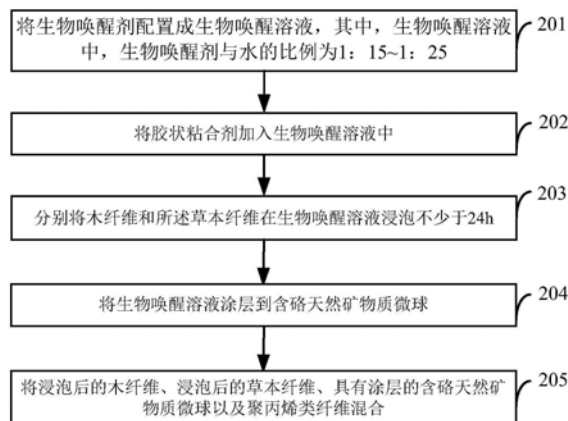 将生物唤醒剂配置成生物唤醒溶液，其中，生物唤醒溶液
中，生物唤醒剂与水的比例为1：15~1：25
201
将胶状粘合剂加入生物唤醒溶液中
202
分别将木纤维和所述草本纤维在生物唤醒溶液浸泡不少于24h
203
将生物唤醒溶液涂层到含硌天然矿物质微球
204
将浸泡后的木纤维、浸泡后的草本纤维、具有涂层的含硌天然矿
物质微球以及聚丙烯类纤维混合
205